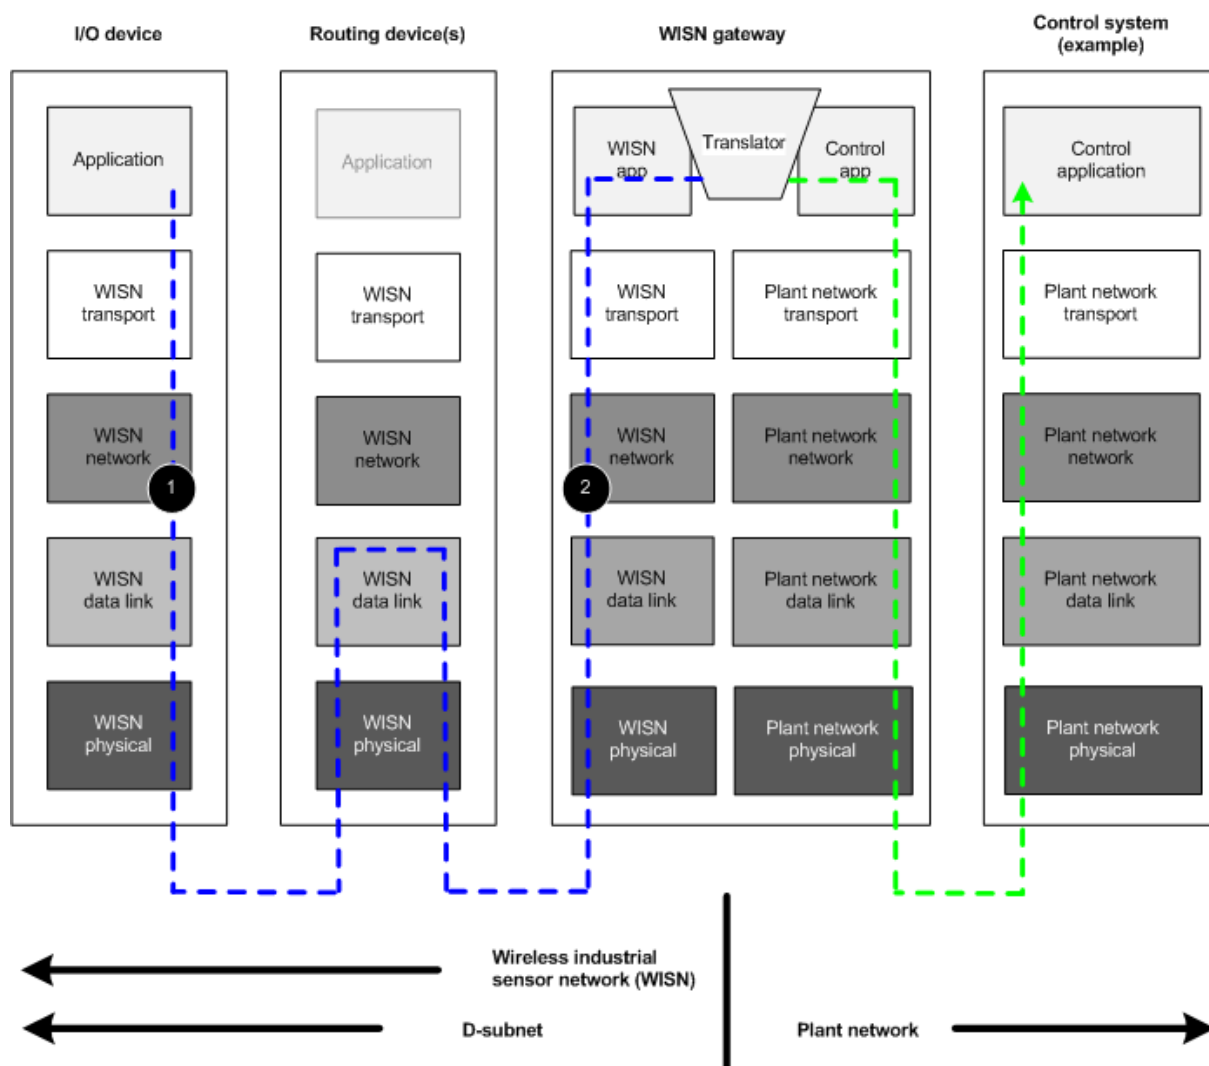 I/O device
Routing device(s)
WISN gateway
Control system
(example)
Application
Application
WISN
app
Translator
Control
app
Control
application
WISN
transport
WISN
transport
WISN
transport
Plant network
transport
Plant network
transport
WISN
network
WISN
network
WISN
network
Plant network
network
Plant network
network
1
2
WISN
data link
WISN
data link
WISN
data link
Plant network
data link
Plant network
data link
WISN
physical
WISN
physical
WISN
physical
Plant network
physical
Plant network
physical
Wireless industrial
sensor network (WISN)
D-subnet
Plant network